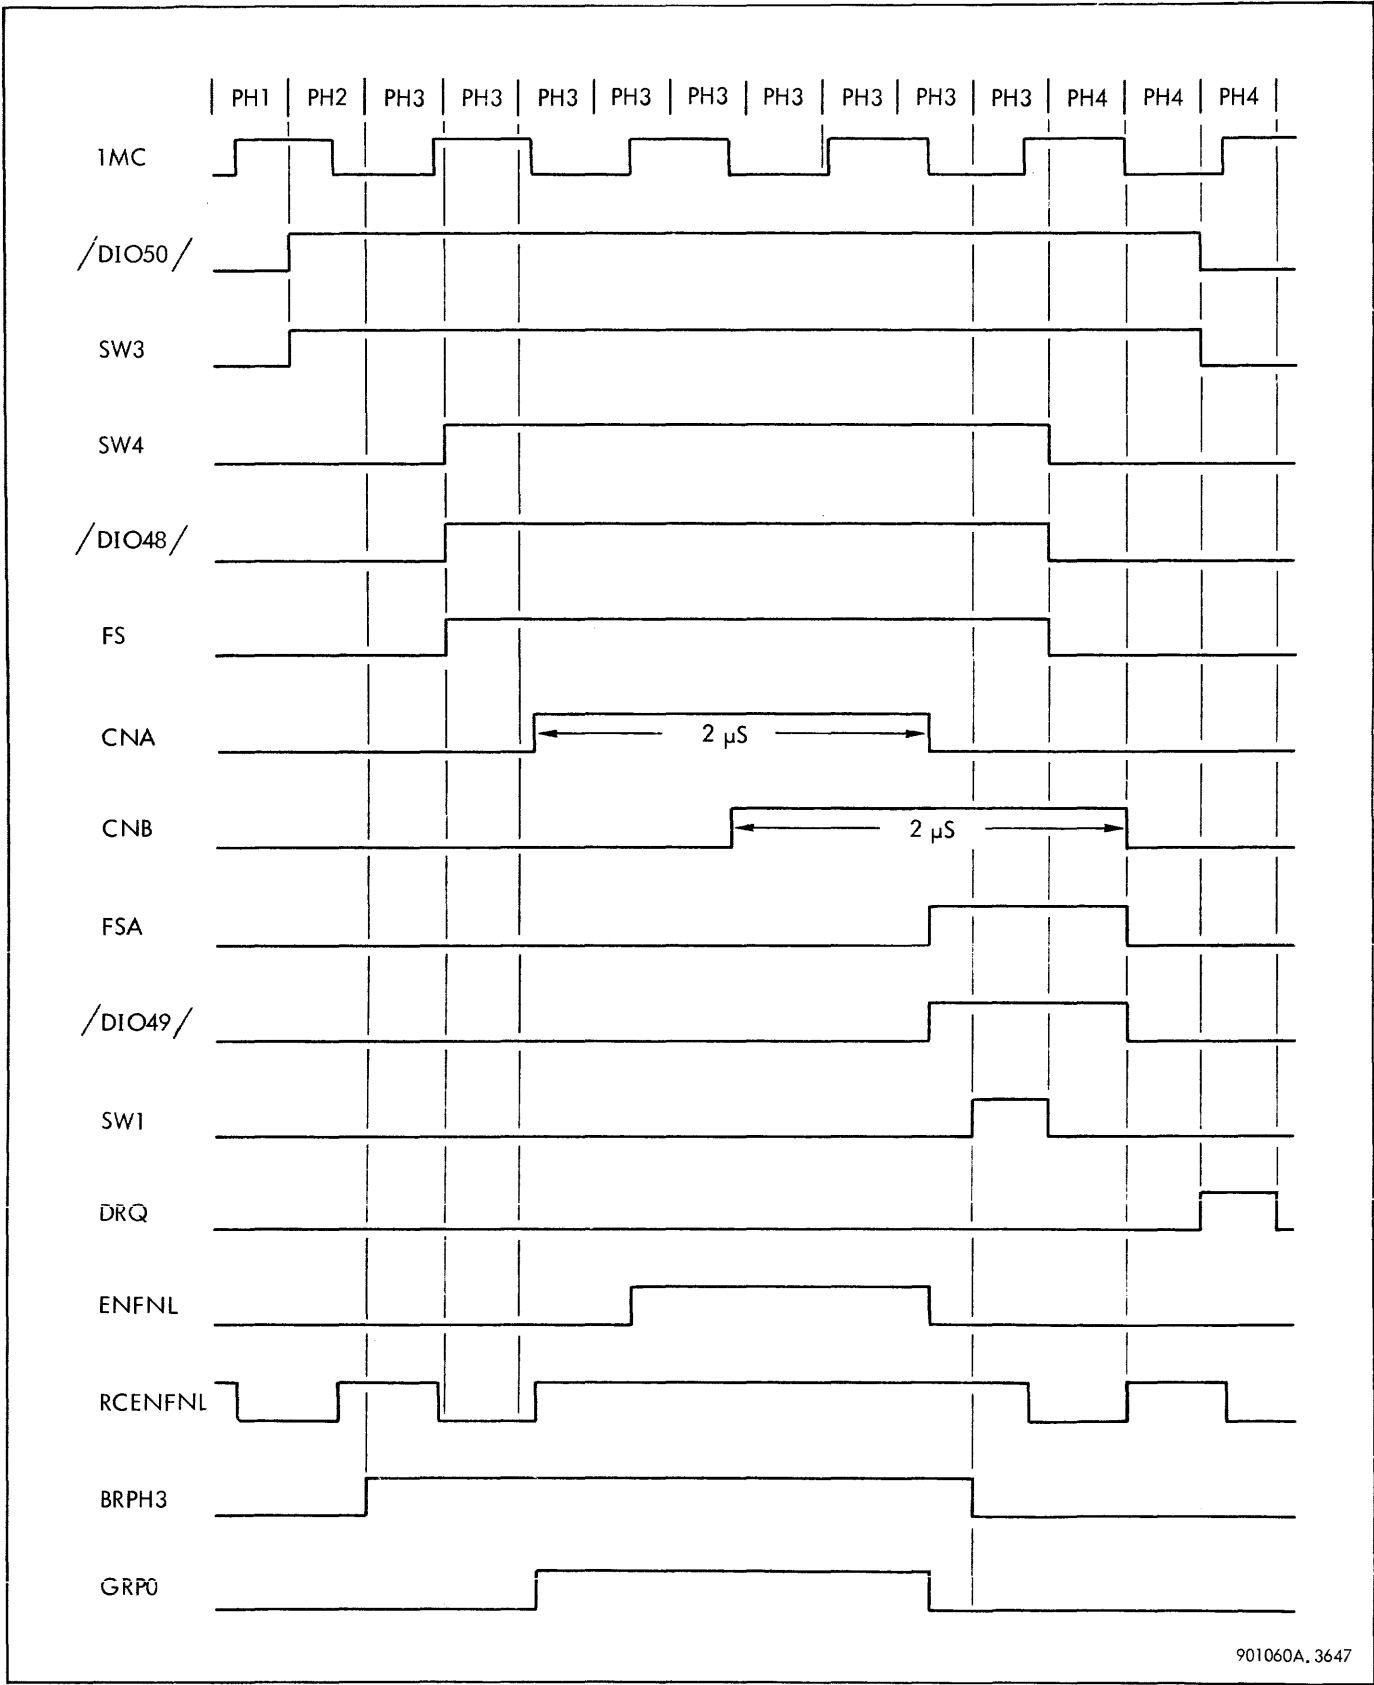 PH1 PH2 PH3 PH3 PH3 PH3 PH3 PH3 PH3 PH3 PH3 PH4 PH4 PH4
1MC
/DIO50/
SW3
SW4
/DIO48/
FS
CNA 2 μS
CNB 2 μS
FSA
/DIO49/
SW1
DRQ
ENFNL
RCENFNL
BRPH3
GRP0
901060A. 3647